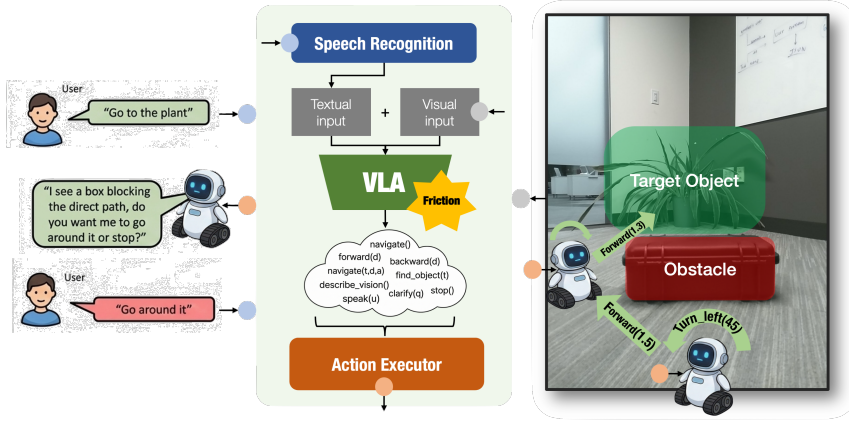 User
“Go to the plant”
“I see a box blocking
the direct path, do
you want me to go
around it or stop?”
User
“Go around it”
Speech Recognition
Textual
input
+
Visual
input
VLA
Friction
navigate()
forward(d)
backward(d)
navigate(t,d,a)
find_object(t)
describe_vision()
clarify(q)
stop()
speak(u)
Action Executor
Target Object
Forward(1.3)
Obstacle
Forward(1.5)
Turn_left(45)